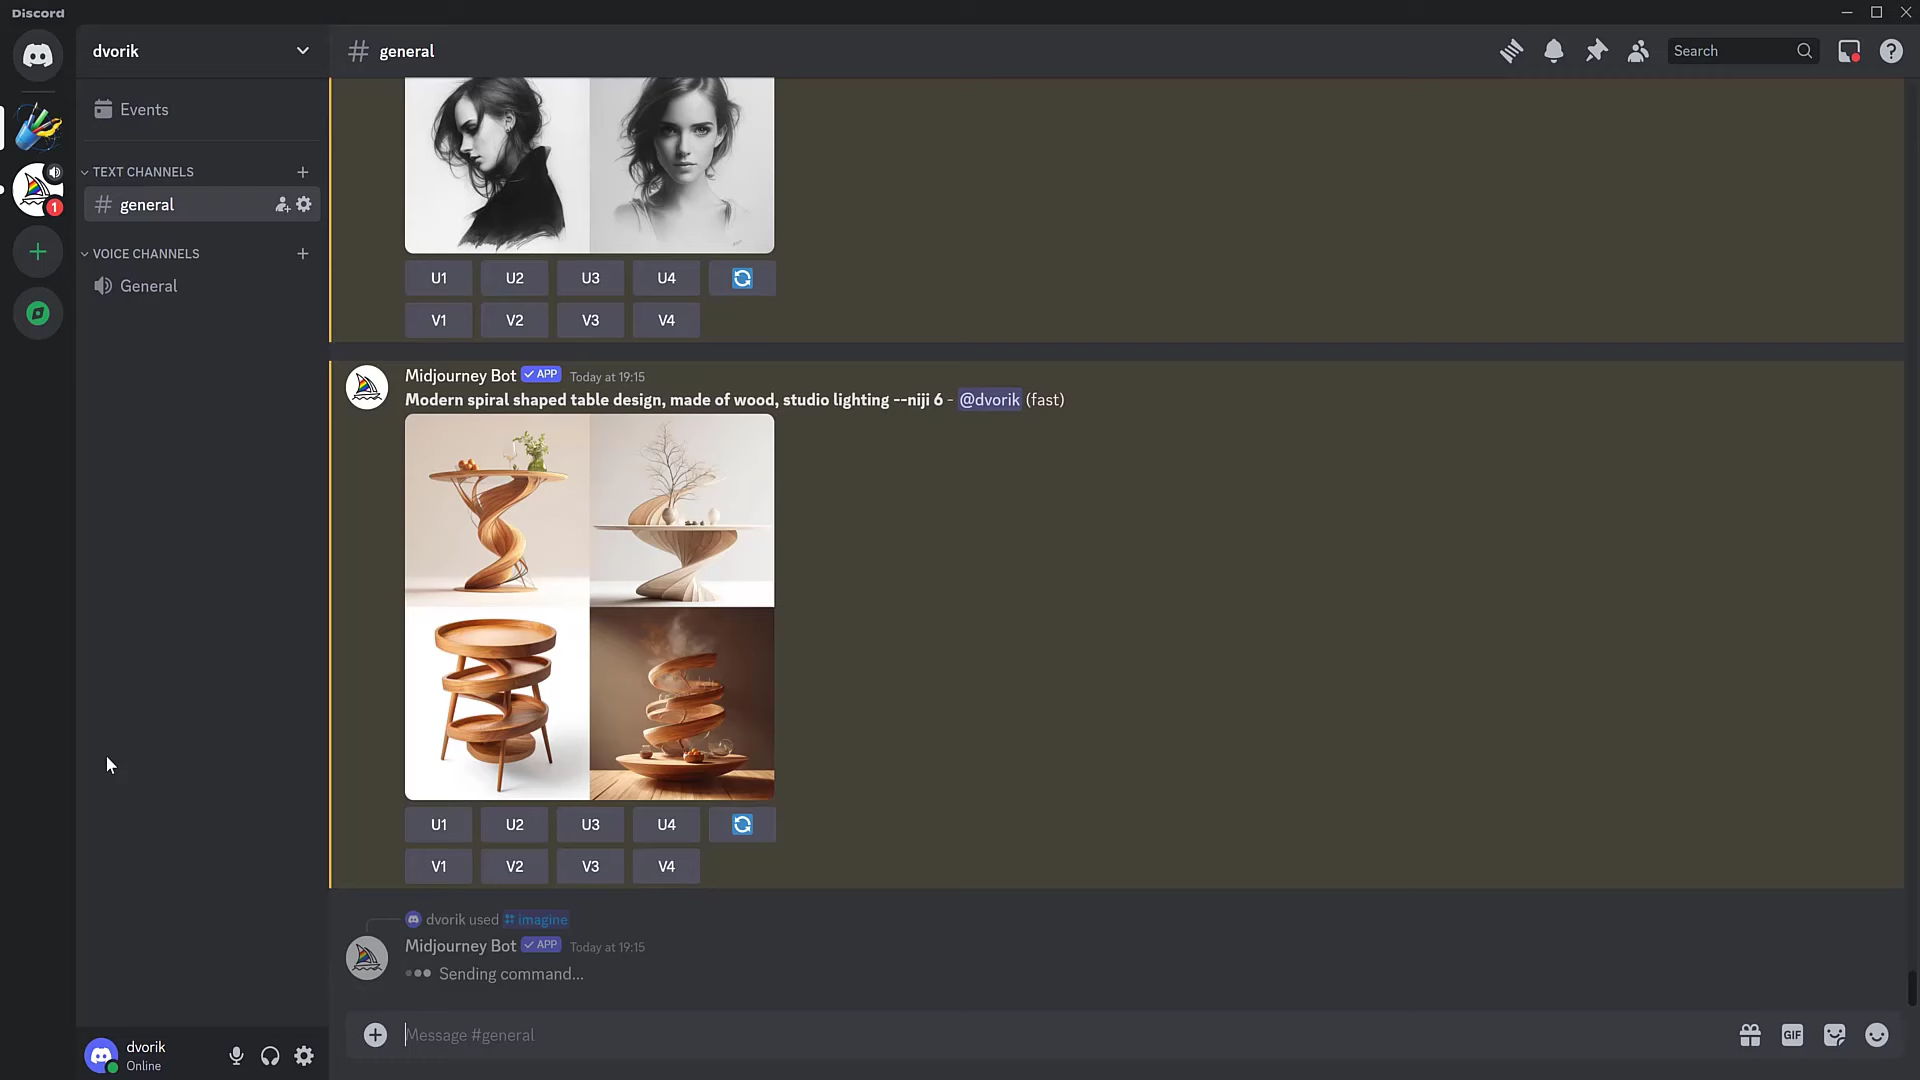 Discord
dvorik
general
Search
Events
TEXT CHANNELS
general
VOICE CHANNELS
General
1
U1 U2 U3 U4
V1 V2 V3 V4
Midjourney Bot ✓ APP Today at 19:15
Modern spiral shaped table design, made of wood, studio lighting --niji 6 - @dvorik (fast)
U1 U2 U3 U4
V1 V2 V3 V4
dvorik used imagine
Midjourney Bot ✓ APP Today at 19:15
Sending command...
Message #general
GIF
dvorik
Online